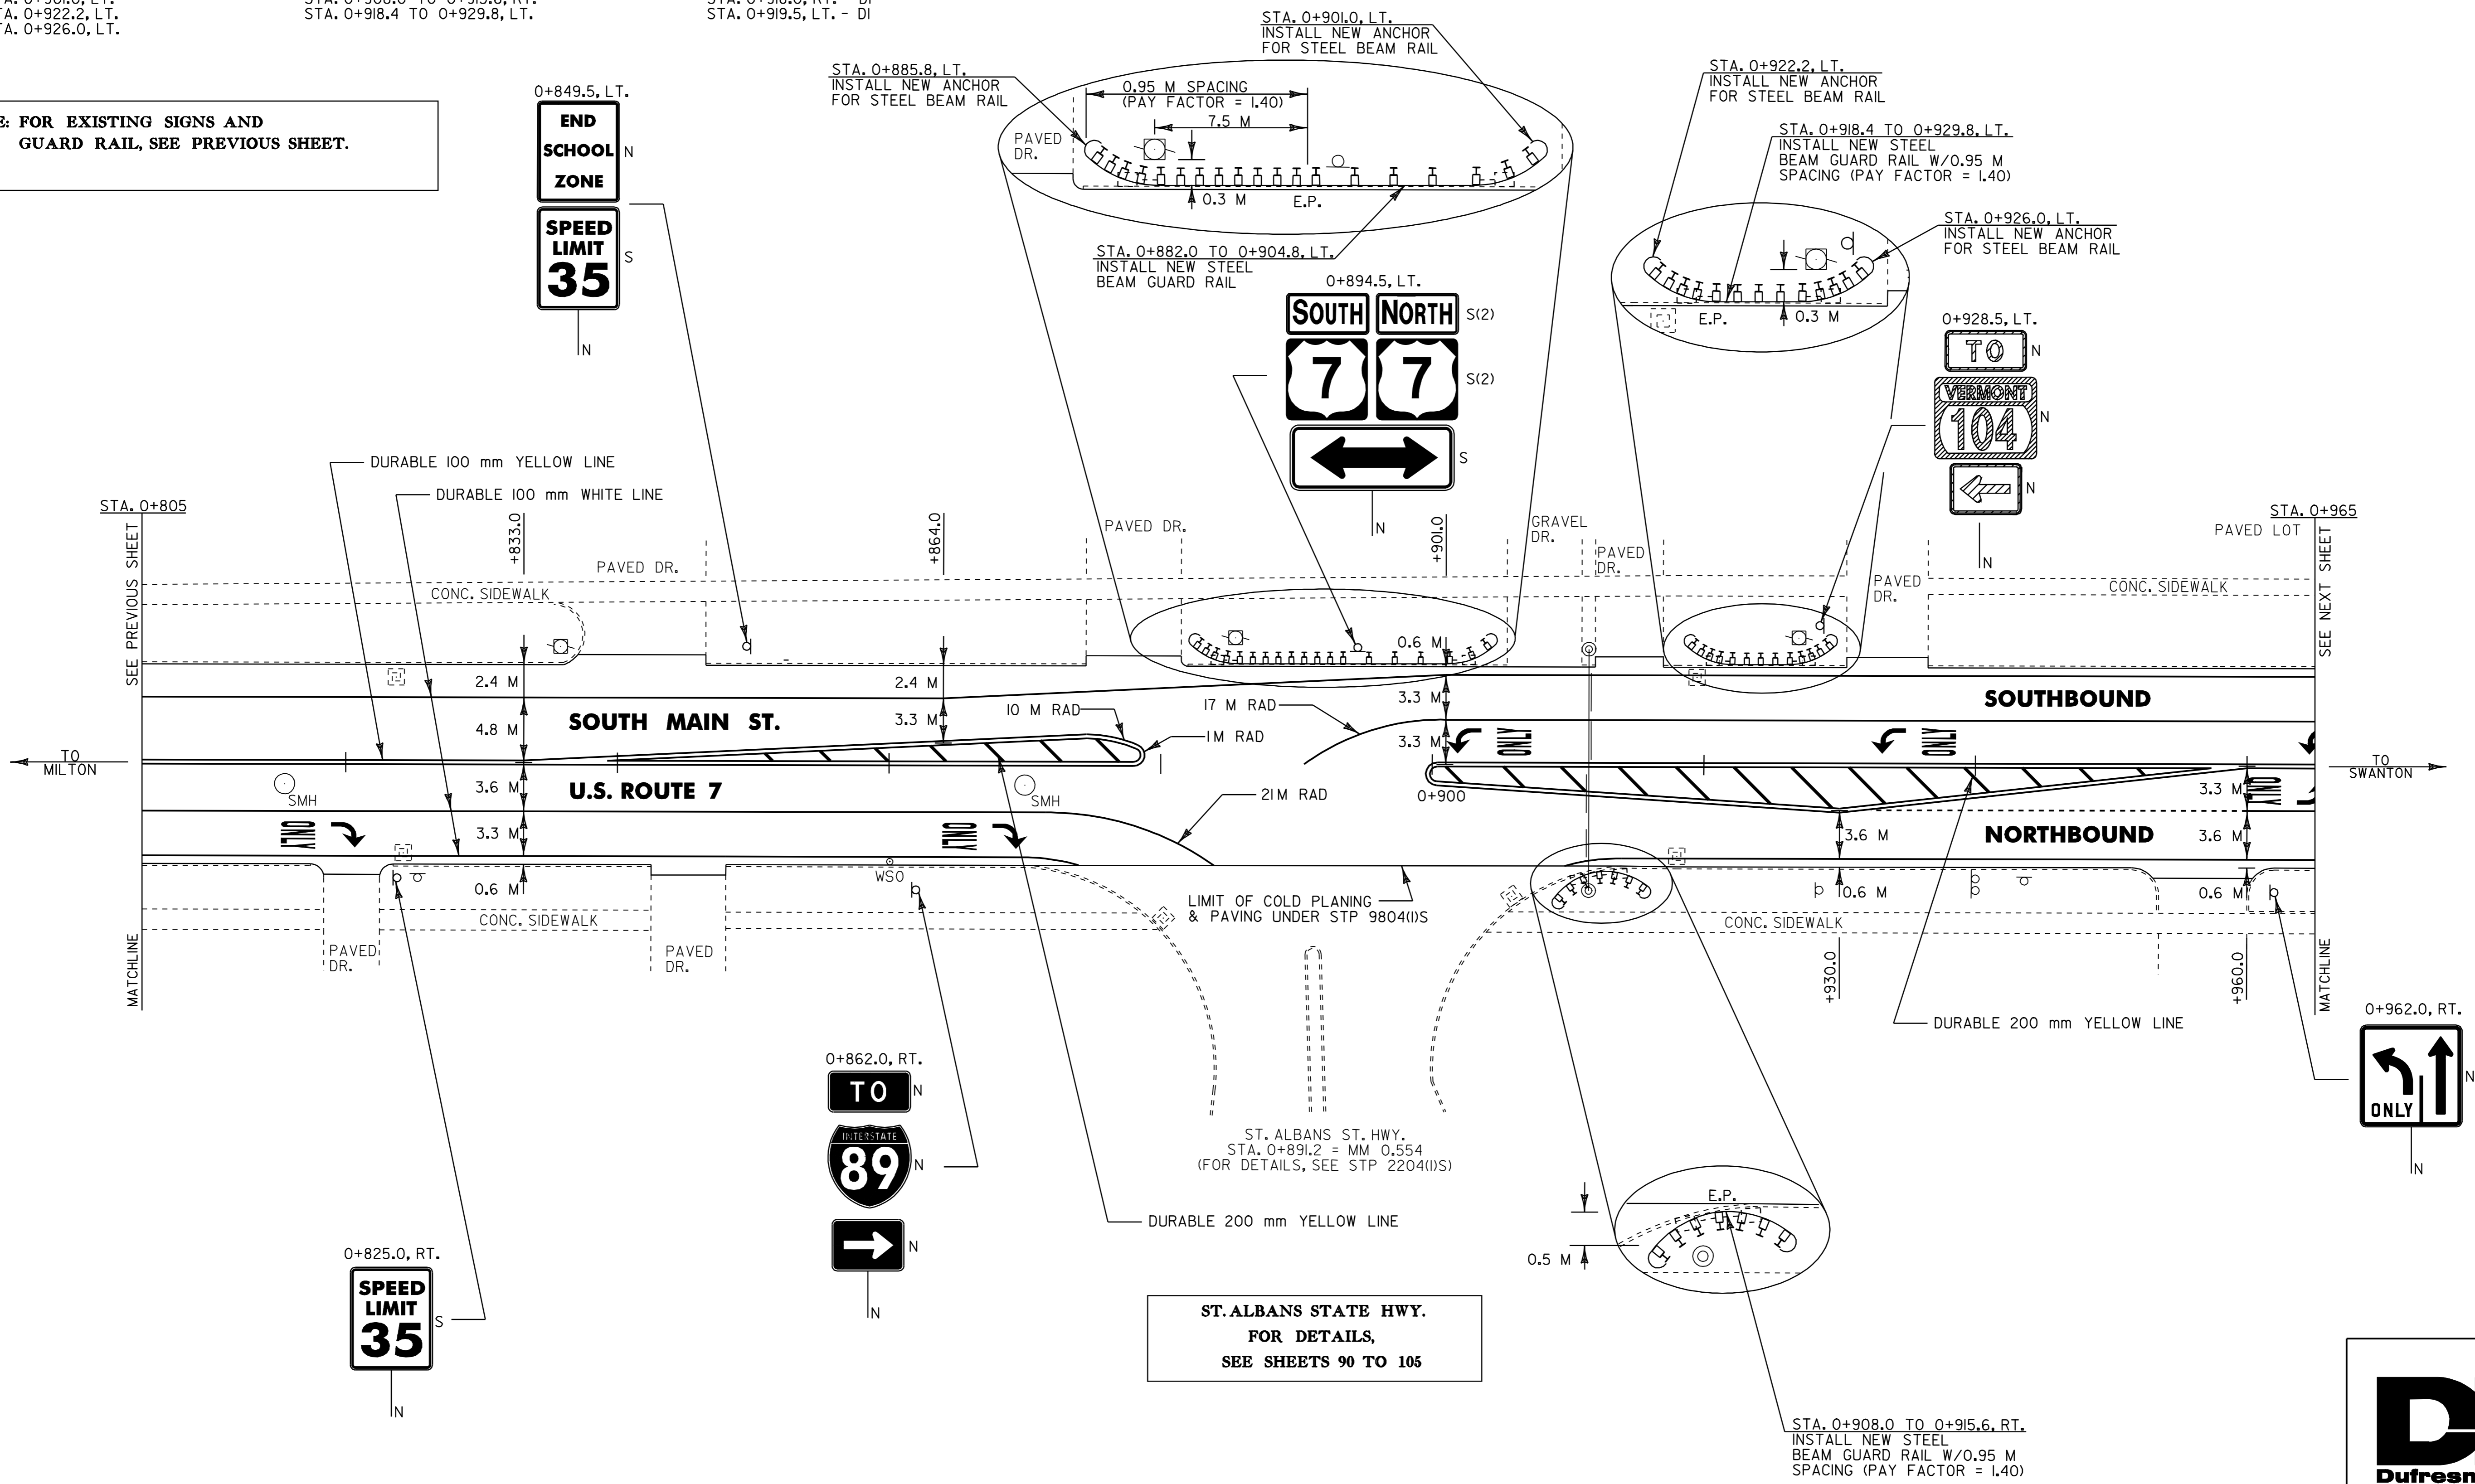 STA. 0+922.2, LT.
STA. 0+926.0, LT.
STA. 0+918.4 TO 0+929.8, LT.
STA. 0+919.5, LT. - DI
FOR EXISTING SIGNS AND
GUARD RAIL, SEE PREVIOUS SHEET.
0+849.5, LT.
END
SCHOOL N
ZONE
SPEED
LIMIT
35
S
N
STA. 0+885.8, LT.
INSTALL NEW ANCHOR
FOR STEEL BEAM RAIL
STA. 0+901.0, LT.
INSTALL NEW ANCHOR
FOR STEEL BEAM RAIL
0.95 M SPACING
(PAY FACTOR = 1.40)
7.5 M
PAVED
DR.
0.3 M
E.P.
STA. 0+882.0 TO 0+904.8, LT.
INSTALL NEW STEEL
BEAM GUARD RAIL
STA. 0+922.2, LT.
INSTALL NEW ANCHOR
FOR STEEL BEAM RAIL
STA. 0+918.4 TO 0+929.8, LT.
INSTALL NEW STEEL
BEAM GUARD RAIL W/0.95 M
SPACING (PAY FACTOR = 1.40)
STA. 0+926.0, LT.
INSTALL NEW ANCHOR
FOR STEEL BEAM RAIL
E.P.
0.3 M
0+894.5, LT.
SOUTH NORTH S(2)
7 7 S(2)
S
N
0+928.5, LT.
TO N
VERMONT
104 N
N
N
DURABLE 100 mm YELLOW LINE
DURABLE 100 mm WHITE LINE
STA. 0+805
SEE PREVIOUS SHEET
MATCHLINE
+833.0
+864.0
+901.0
PAVED DR.
PAVED DR.
GRAVEL
DR.
PAVED
DR.
PAVED
DR.
STA. 0+965
PAVED LOT
SEE NEXT SHEET
MATCHLINE
CONC. SIDEWALK
CONC. SIDEWALK
2.4 M
2.4 M
0.6 M
4.8 M
SOUTH MAIN ST.
3.3 M
10 M RAD
1 M RAD
17 M RAD
3.3 M
3.3 M
ONLY
ONLY
SOUTHBOUND
TO
MILTON
TO
SWANTON
SMH
3.6 M
U.S. ROUTE 7
SMH
21 M RAD
0+900
3.3 M
ONLY
3.3 M
ONLY
3.6 M
NORTHBOUND
3.6 M
0.6 M
WSO
LIMIT OF COLD PLANING
& PAVING UNDER STP 9804(1)S
0.6 M
0.6 M
CONC. SIDEWALK
CONC. SIDEWALK
PAVED
DR.
PAVED
DR.
+930.0
+960.0
DURABLE 200 mm YELLOW LINE
0+962.0, RT.
ONLY
N
N
0+862.0, RT.
TO N
INTERSTATE
89 N
N
N
ST. ALBANS ST. HWY.
STA. 0+891.2 = MM 0.554
(FOR DETAILS, SEE STP 2204(1)S)
DURABLE 200 mm YELLOW LINE
E.P.
0.5 M
0+825.0, RT.
SPEED
LIMIT
35
S
N
ST. ALBANS STATE HWY.
FOR DETAILS,
SEE SHEETS 90 TO 105
STA. 0+908.0 TO 0+915.6, RT.
INSTALL NEW STEEL
BEAM GUARD RAIL W/0.95 M
SPACING (PAY FACTOR = 1.40)